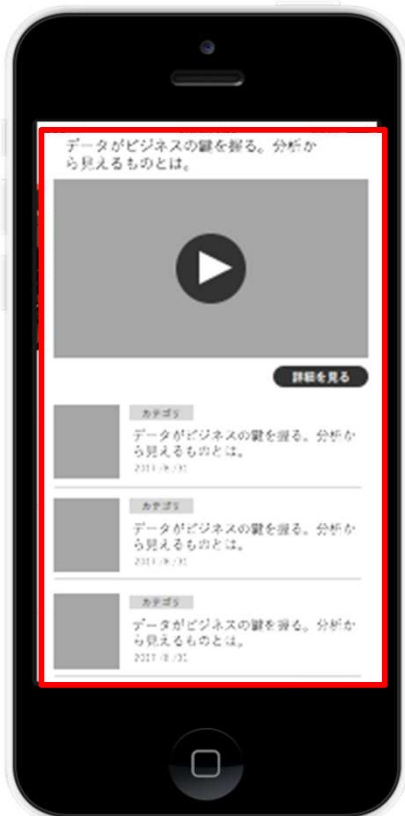 データがビジネスの鍵を握る。分析か
ら見えるものとは。
詳細を見る
カテゴリ
データがビジネスの鍵を握る。分析か
ら見えるものとは。
カテゴリ
データがビジネスの鍵を握る。分析か
ら見えるものとは。
カテゴリ
データがビジネスの鍵を握る。分析か
ら見えるものとは。